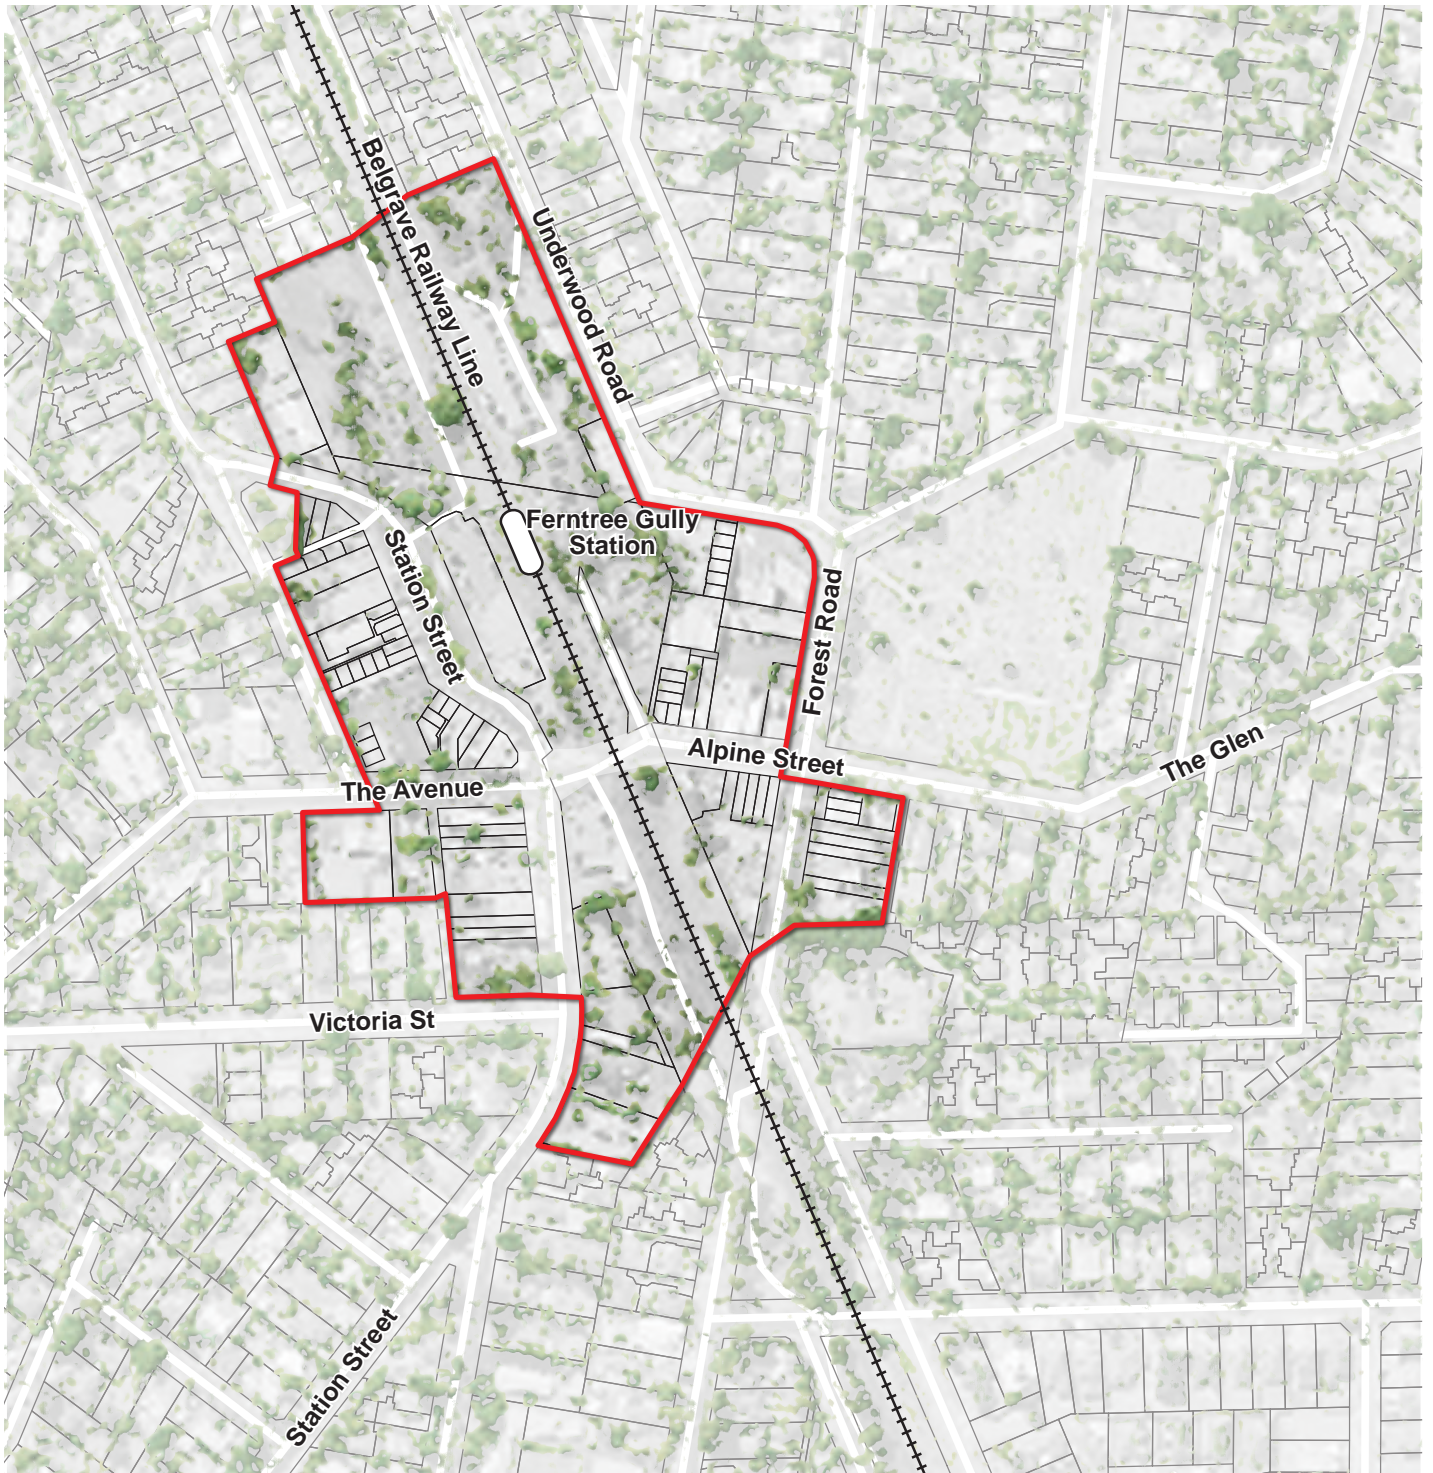 Belgrave Railway Line
Underwood Road
Ferntree Gully
Station
Station Street
Forest Road
Alpine Street
The Glen
The Avenue
Victoria St
Station Street